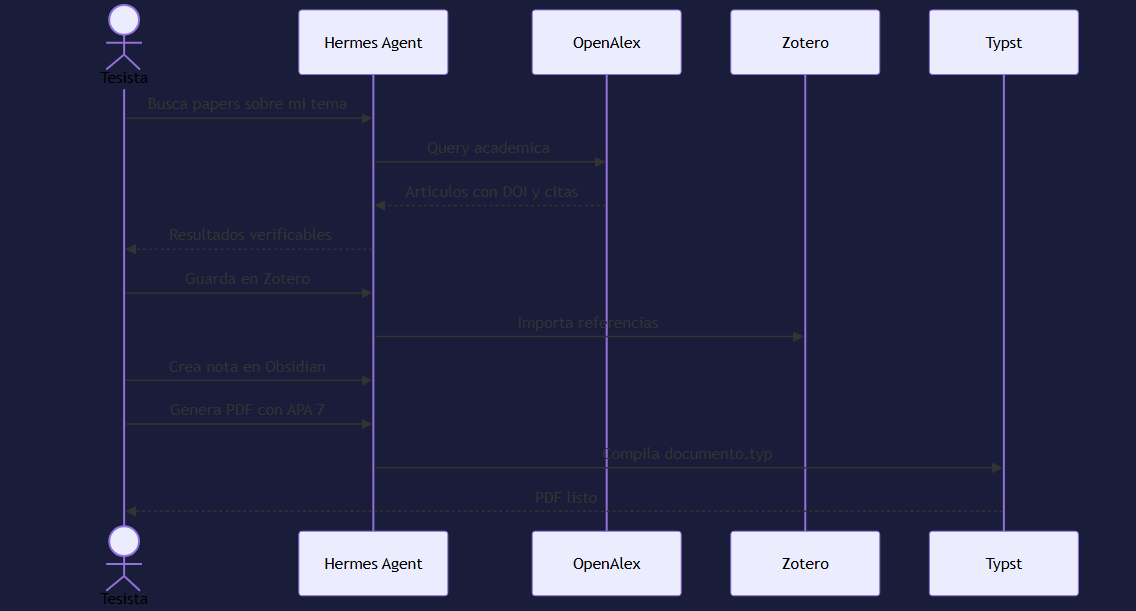 Tesista
Hermes Agent
OpenAlex
Zotero
Typst
Busca papers sobre mi tema
Query academica
Articulos con DOI y citas
Resultados verificables
Guarda en Zotero
Importa referencias
Crea nota en Obsidian
Genera PDF con APA 7
Compila documento.typ
PDF listo
Tesista
Hermes Agent
OpenAlex
Zotero
Typst